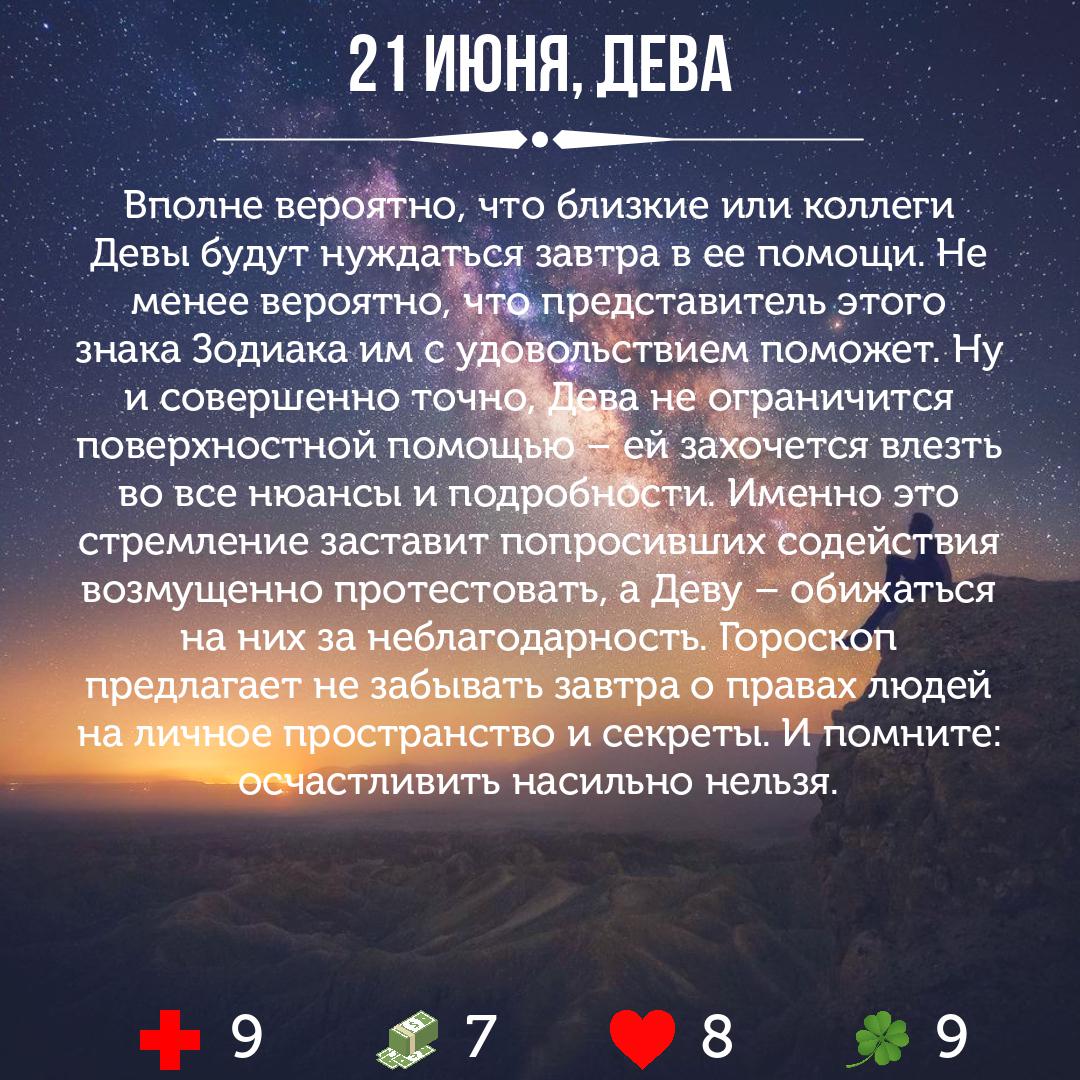 21 ИЮНЯ, ДЕВА
Вполне вероятно, что близкие или коллеги
Девы будут нуждаться завтра в ее помощи. Не
менее вероятно, что представитель этого
знака Зодиака им с удовольствием поможет. Ну
и совершенно точно, Дева не ограничится
поверхностной помощью – ей захочется влезть
во все нюансы и подробности. Именно это
стремление заставит попросивших содействия
возмущенно протестовать, а Деву – обижаться
на них за неблагодарность. Гороскоп
предлагает не забывать завтра о правах людей
на личное пространство и секреты. И помните:
осчастливить насильно нельзя.
9 7 8 9